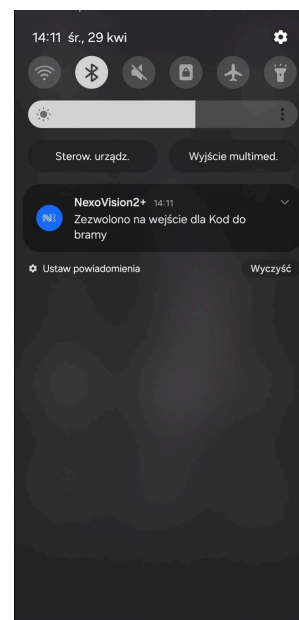 14:11 śr., 29 kwi
Sterow. urządz.
Wyjście multimed.
NexoVision2+ 14:11
Zezwolono na wejście dla Kod do
bramy
Ustaw powiadomienia
Wyczyść